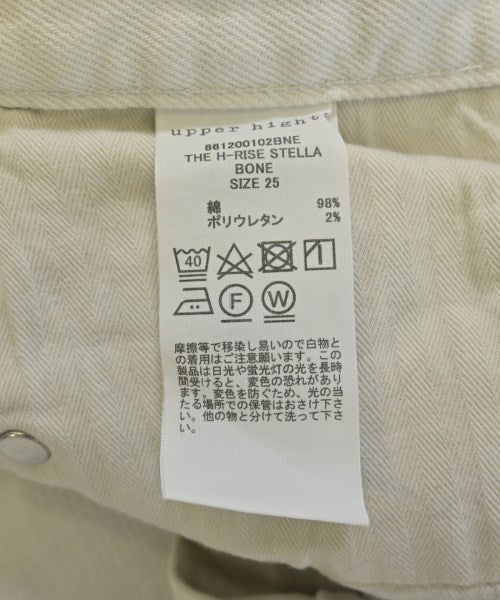 upper hights
861200102BNE
THE H-RISE STELLA
BONE
SIZE 25
綿 98%
ポリウレタン 2%
40
F W
摩擦等で移染し易いので白物と
の着用はご注意願います。この
製品は日光や蛍光灯の光を長時
間受けると、変色の恐れがあり
ます。変色を防ぐため、光の当
たる場所での保管はおさけ下さ
い。他の物と分けて洗って下さ
い。